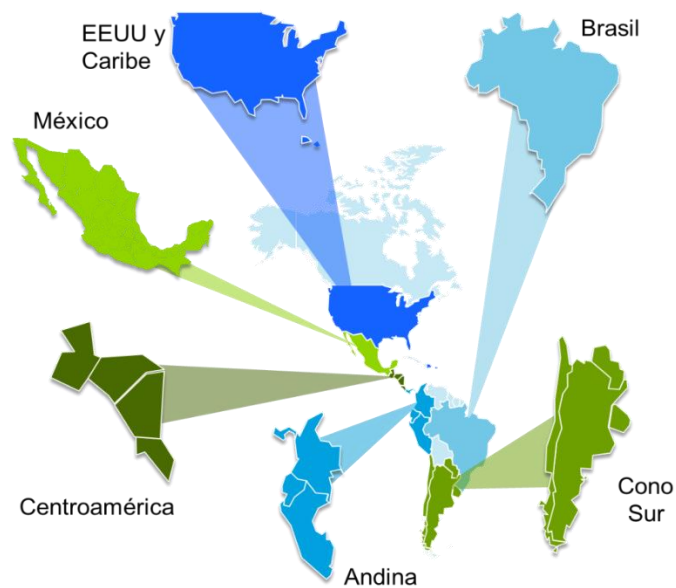 EEUU y
Caribe
Brasil
México
Centroamérica
Andina
Cono
Sur